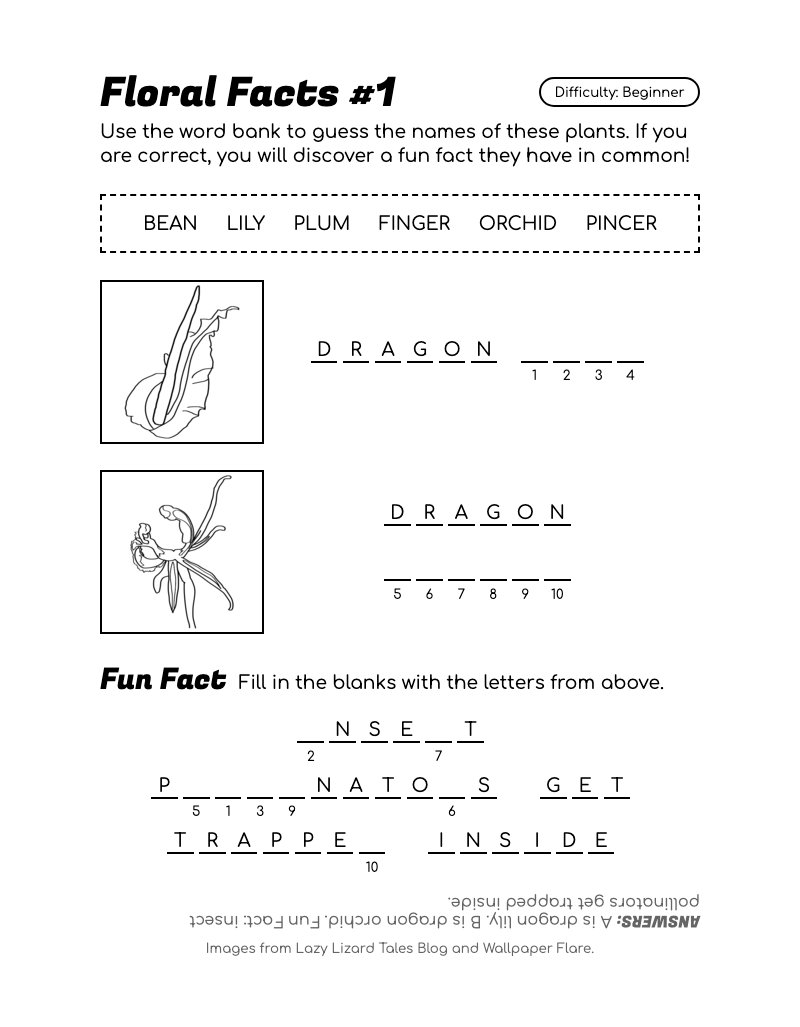 Floral Facts #1
Difficulty: Beginner
Use the word bank to guess the names of these plants. If you
are correct, you will discover a fun fact they have in common!
BEAN LILY PLUM FINGER ORCHID PINCER
D R A G O N _ _ _ _
1 2 3 4
D R A G O N
_ _ _ _ _ _
5 6 7 8 9 10
Fun Fact Fill in the blanks with the letters from above.
_ N S E _ T
2 7
P _ _ _ _ N A T O _ S G E T
5 1 3 9 6
T R A P P E _ I N S I D E
10
ANSWERS: A is dragon lily. B is dragon orchid. Fun Fact: insect
pollinators get trapped inside.
Images from Lazy Lizard Tales Blog and Wallpaper Flare.